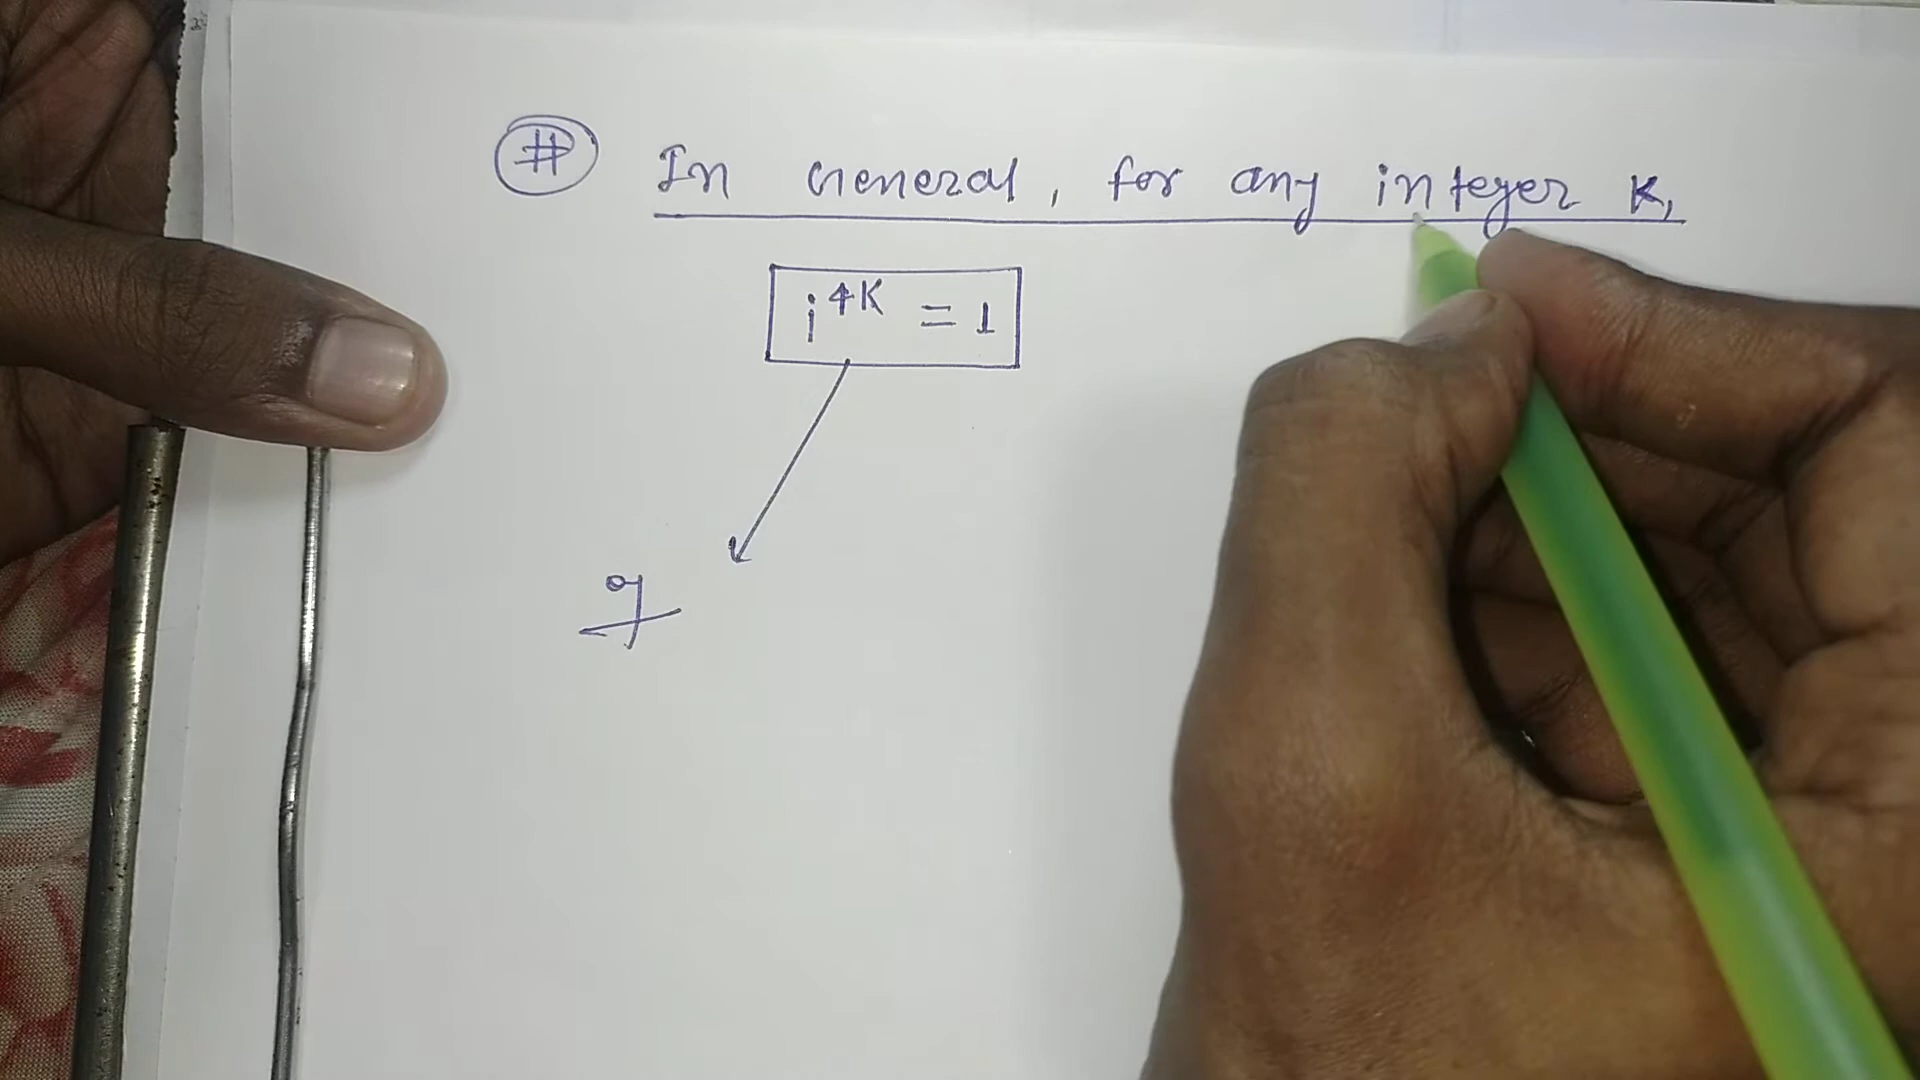 # In General, for any integer K,
i^4K = 1